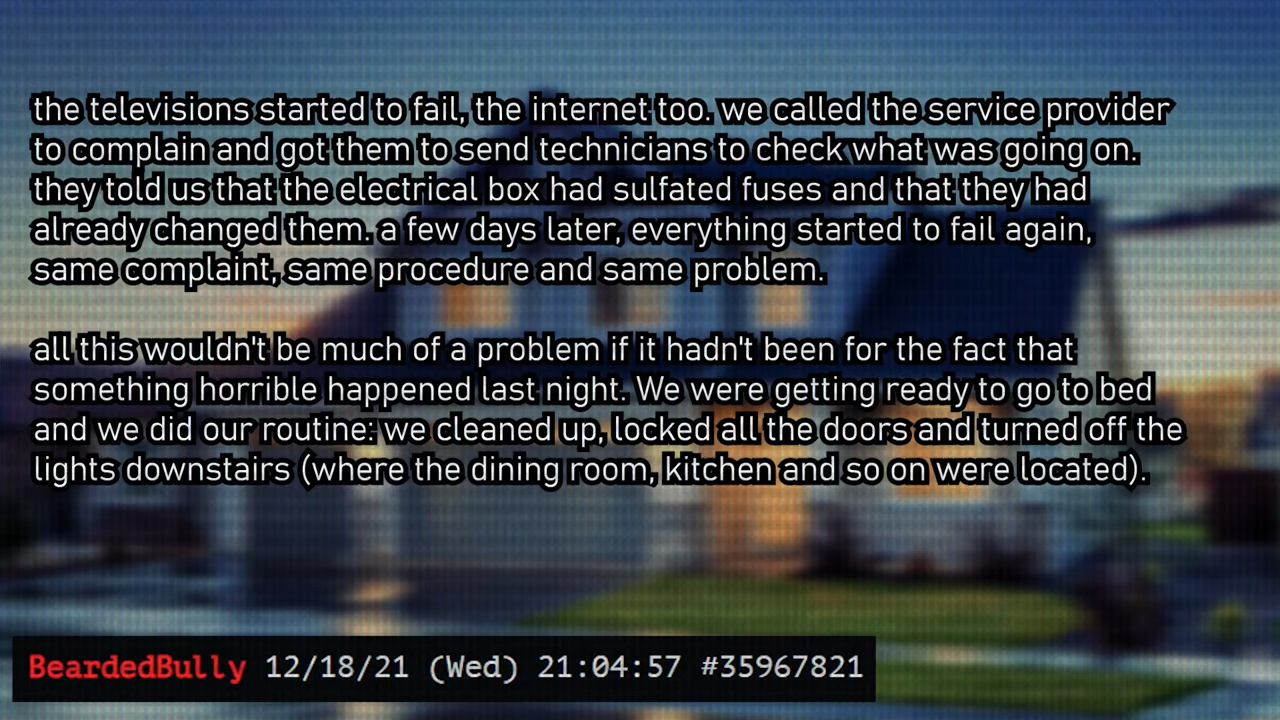 the televisions started to fail, the internet too. we called the service provider
to complain and got them to send technicians to check what was going on.
they told us that the electrical box had sulfated fuses and that they had
already changed them. a few days later, everything started to fail again,
same complaint, same procedure and same problem.
all this wouldn't be much of a problem if it hadn't been for the fact that
something horrible happened last night. We were getting ready to go to bed
and we did our routine: we cleaned up, locked all the doors and turned off the
lights downstairs (where the dining room, kitchen and so on were located).
BeardedBully 12/18/21 (Wed) 21:04:57 #35967821